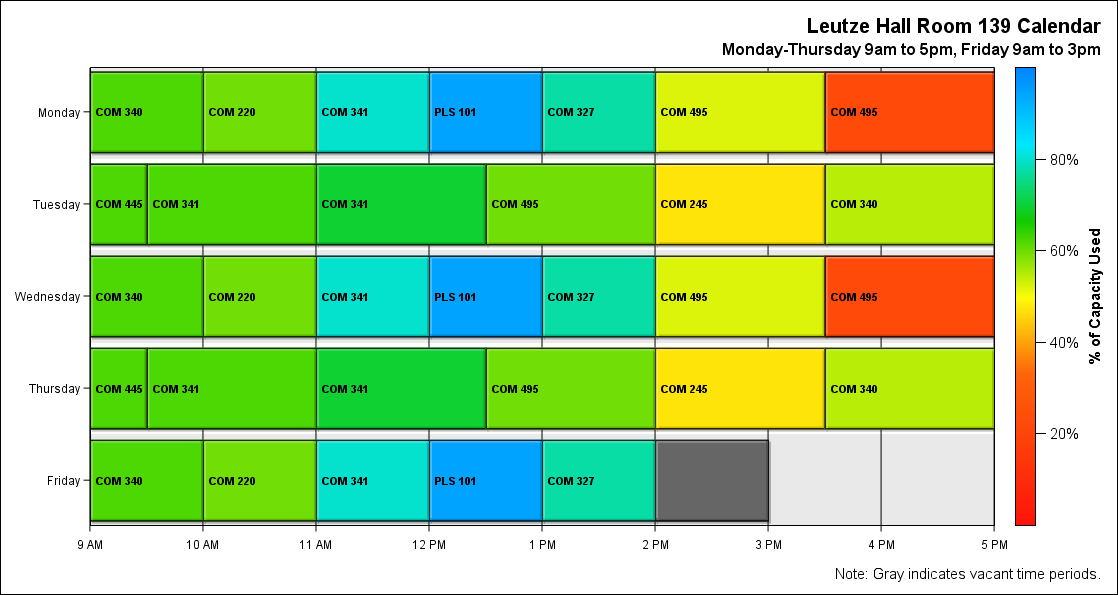 Leutze Hall Room 139 Calendar
Monday-Thursday 9am to 5pm, Friday 9am to 3pm
Monday COM 340 COM 220 COM 341 PLS 101 COM 327 COM 495 COM 495
Tuesday COM 445 COM 341 COM 341 COM 495 COM 245 COM 340
Wednesday COM 340 COM 220 COM 341 PLS 101 COM 327 COM 495 COM 495
Thursday COM 445 COM 341 COM 341 COM 495 COM 245 COM 340
Friday COM 340 COM 220 COM 341 PLS 101 COM 327
9 AM 10 AM 11 AM 12 PM 1 PM 2 PM 3 PM 4 PM 5 PM
80%
60%
40%
20%
% of Capacity Used
Note: Gray indicates vacant time periods.